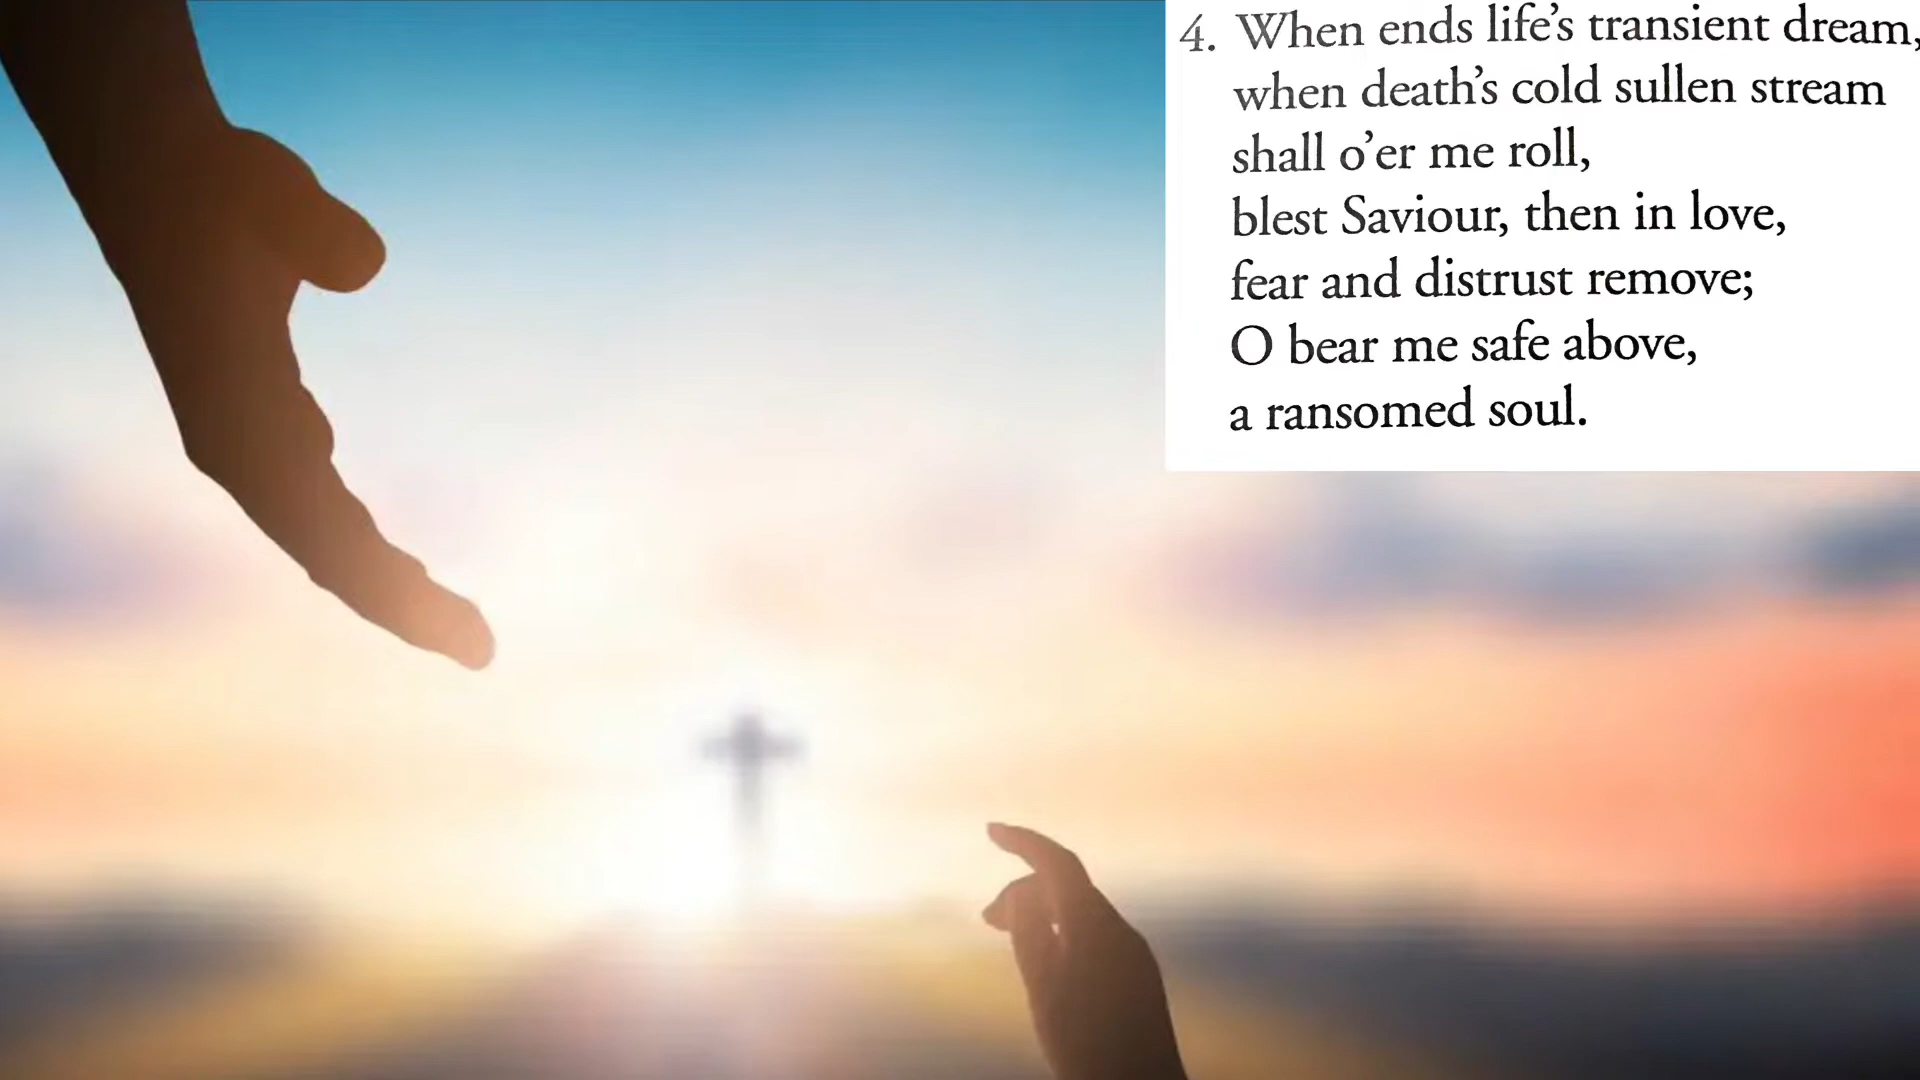 4. When ends life's transient dream,
when death's cold sullen stream
shall o'er me roll,
blest Saviour, then in love,
fear and distrust remove;
O bear me safe above,
a ransomed soul.